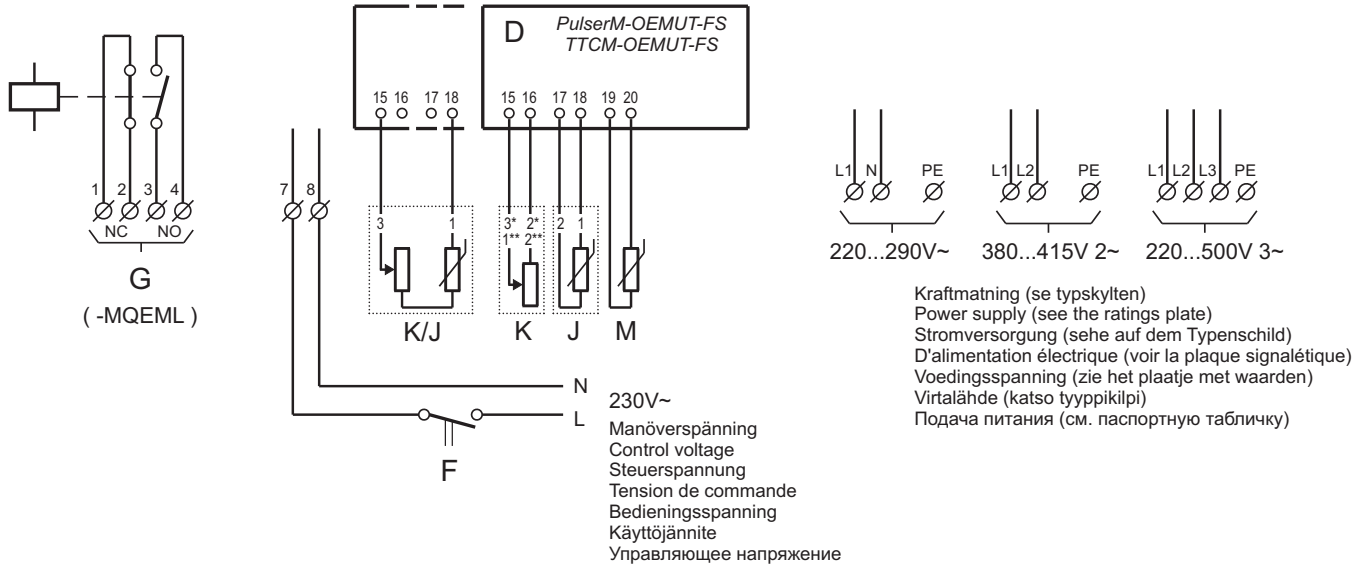 D
PulserM-OEMUT-FS
TTCM-OEMUT-FS
15 16 17 18
15 16 17 18 19 20
1 2 3 4
NC NO
G
( -MQEML )
7 8
3 1
3* 2* 2 1
1** 2**
K/J K J M
N
L
F
230V~
Manöverspänning
Control voltage
Steuerspannung
Tension de commande
Bedieningsspanning
Käyttöjännite
Управляющее напряжение
L1 N PE
220...290V~
L1 L2 PE
380...415V 2~
L1 L2 L3 PE
220...500V 3~
Kraftmatning (se typskylten)
Power supply (see the ratings plate)
Stromversorgung (sehe auf dem Typenschild)
D'alimentation électrique (voir la plaque signalétique)
Voedingsspanning (zie het plaatje met waarden)
Virtalähde (katso tyyppikilpi)
Подача питания (см. паспортную табличку)